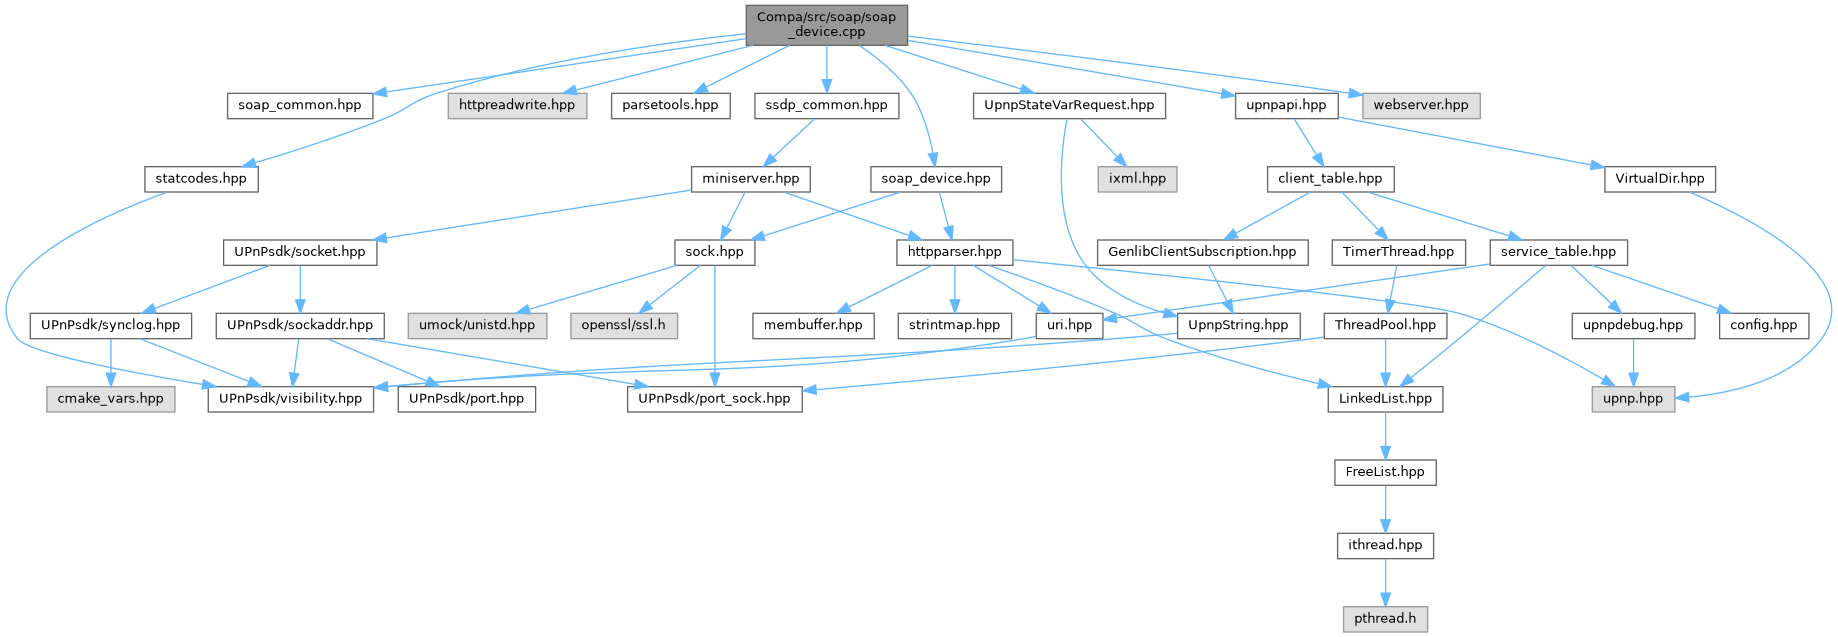 Compa/src/soap/soap
_device.cpp
soap_common.hpp
httpreadwrite.hpp
parsetools.hpp
ssdp_common.hpp
UpnpStateVarRequest.hpp
upnpapi.hpp
webserver.hpp
statcodes.hpp
miniserver.hpp
soap_device.hpp
ixml.hpp
client_table.hpp
VirtualDir.hpp
UPnPsdk/socket.hpp
sock.hpp
httpparser.hpp
GenlibClientSubscription.hpp
TimerThread.hpp
service_table.hpp
UPnPsdk/synclog.hpp
UPnPsdk/sockaddr.hpp
umock/unistd.hpp
openssl/ssl.h
membuffer.hpp
strintmap.hpp
uri.hpp
UpnpString.hpp
ThreadPool.hpp
upnpdebug.hpp
config.hpp
cmake_vars.hpp
UPnPsdk/visibility.hpp
UPnPsdk/port.hpp
UPnPsdk/port_sock.hpp
LinkedList.hpp
upnp.hpp
FreeList.hpp
ithread.hpp
pthread.h